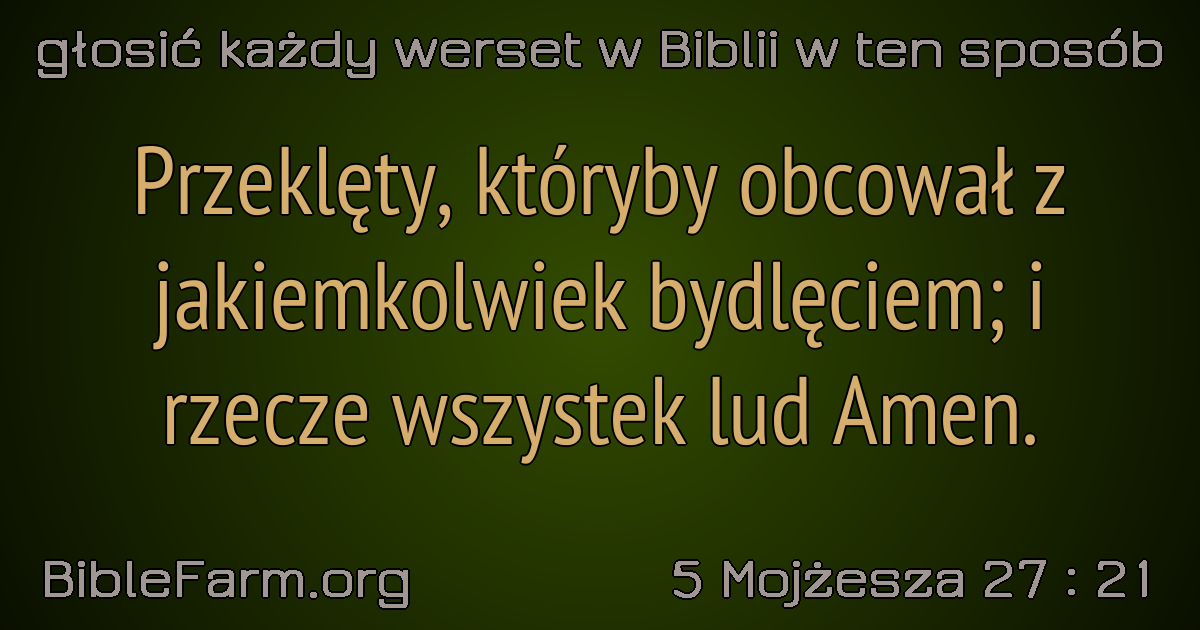 głosić każdy werset w Biblii w ten sposób
Przeklęty, któryby obcował z
jakiemkolwiek bydlęciem; i
rzecze wszystek lud Amen.
BibleFarm.org
5 Mojżesza 27 : 21